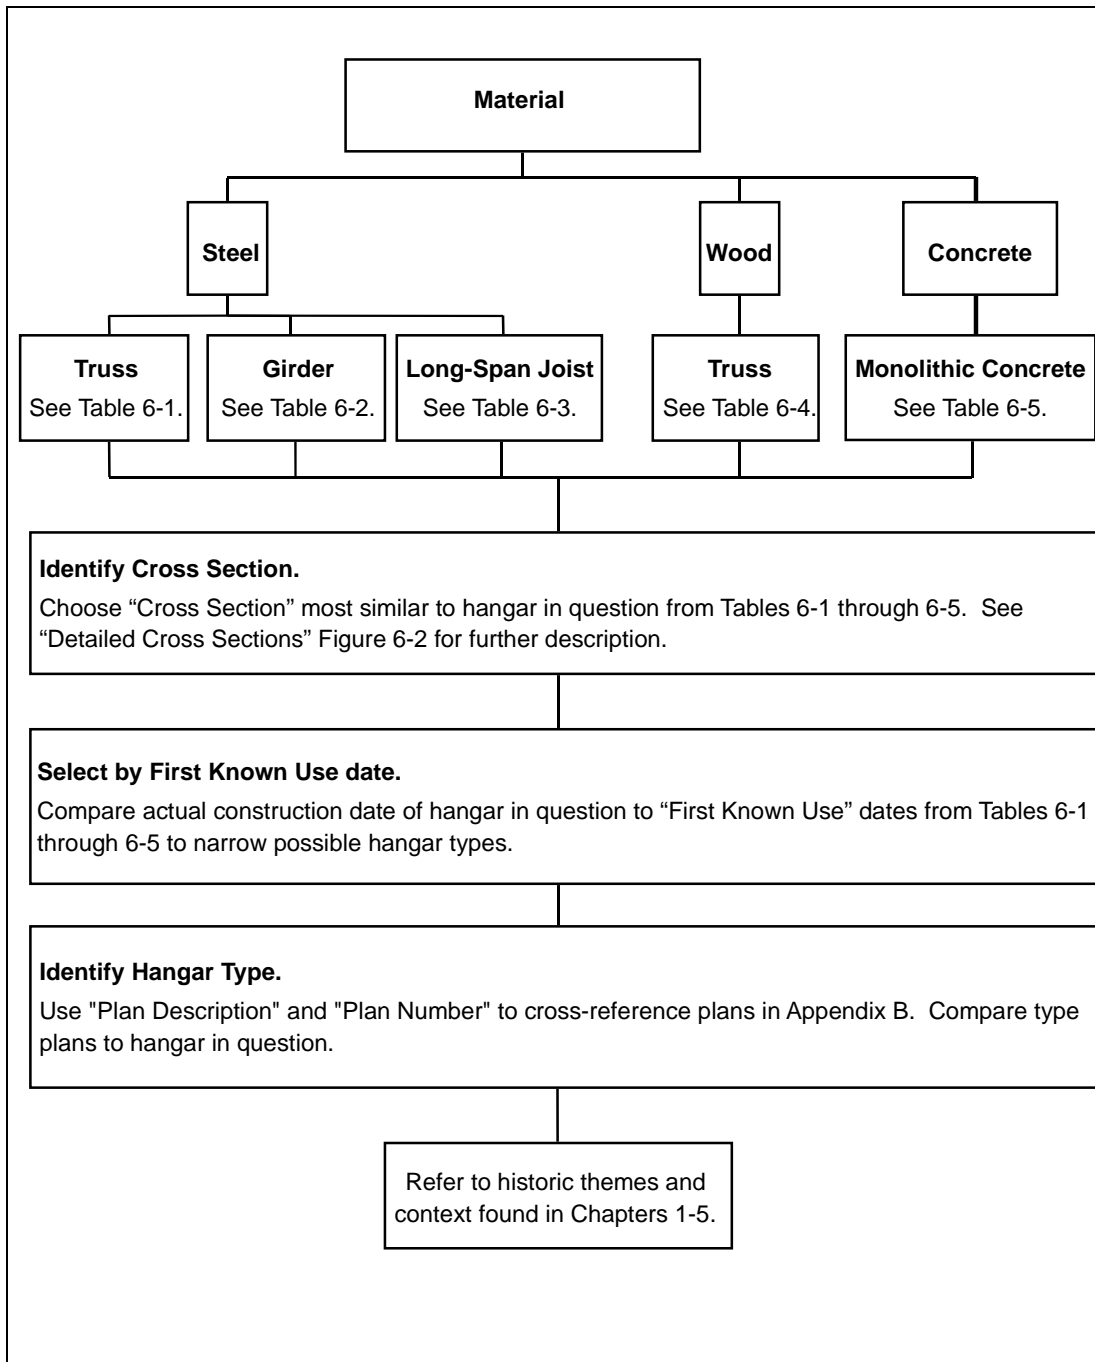 Material
Steel
Wood
Concrete
Truss
See Table 6-1.
Girder
See Table 6-2.
Long-Span Joist
See Table 6-3.
Truss
See Table 6-4.
Monolithic Concrete
See Table 6-5.
Identify Cross Section.
Choose “Cross Section” most similar to hangar in question from Tables 6-1 through 6-5.  See
“Detailed Cross Sections” Figure 6-2 for further description.
Select by First Known Use date.
Compare actual construction date of hangar in question to “First Known Use” dates from Tables 6-1
through 6-5 to narrow possible hangar types.
Identify Hangar Type.
Use "Plan Description" and "Plan Number" to cross-reference plans in Appendix B.  Compare type
plans to hangar in question.
Refer to historic themes and
context found in Chapters 1-5.